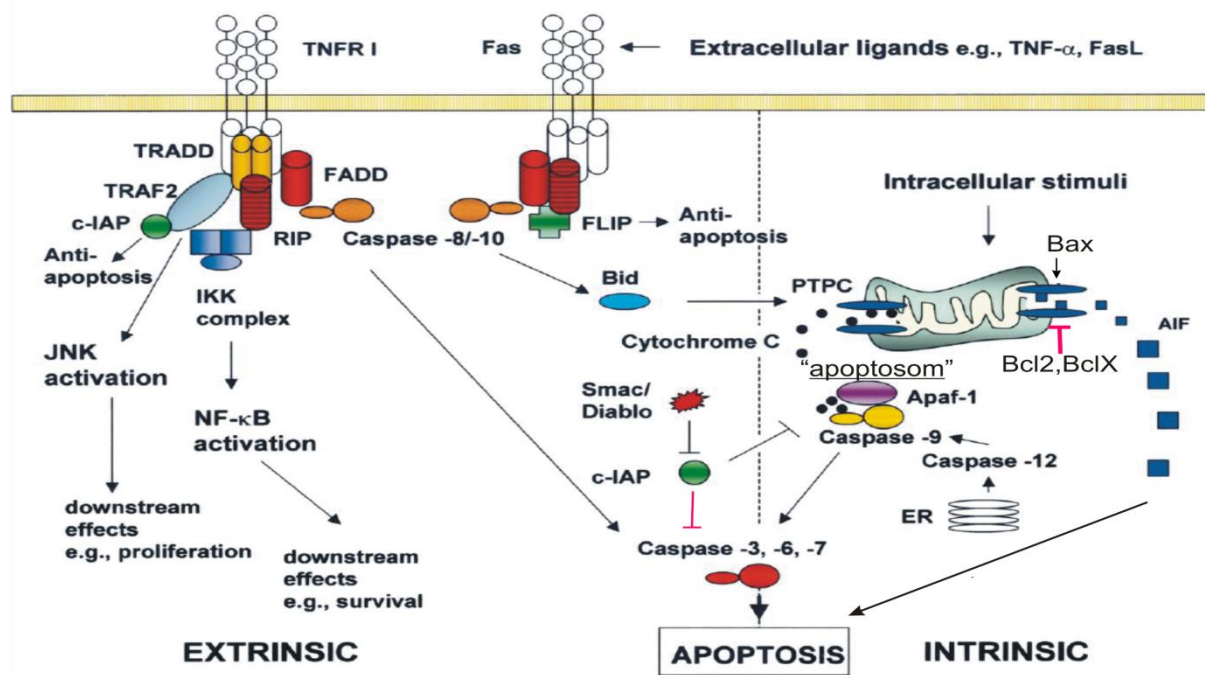 TNFR I
Fas
Extracellular ligands e.g., TNF-α, FasL
TRADD
TRAF2
c-IAP
Anti-
apoptosis
FADD
RIP
Caspase -8/-10
FLIP
Anti-
apoptosis
Intracellular stimuli
Bax
IKK
complex
Bid
PTPC
Cytochrome C
AIF
JNK
activation
"apoptosom"
Bcl2,BclX
Smac/
Diablo
Apaf-1
NF-κB
activation
Caspase -9
Caspase -12
c-IAP
ER
downstream
effects
e.g., proliferation
downstream
effects
e.g., survival
Caspase -3, -6, -7
EXTRINSIC
APOPTOSIS
INTRINSIC